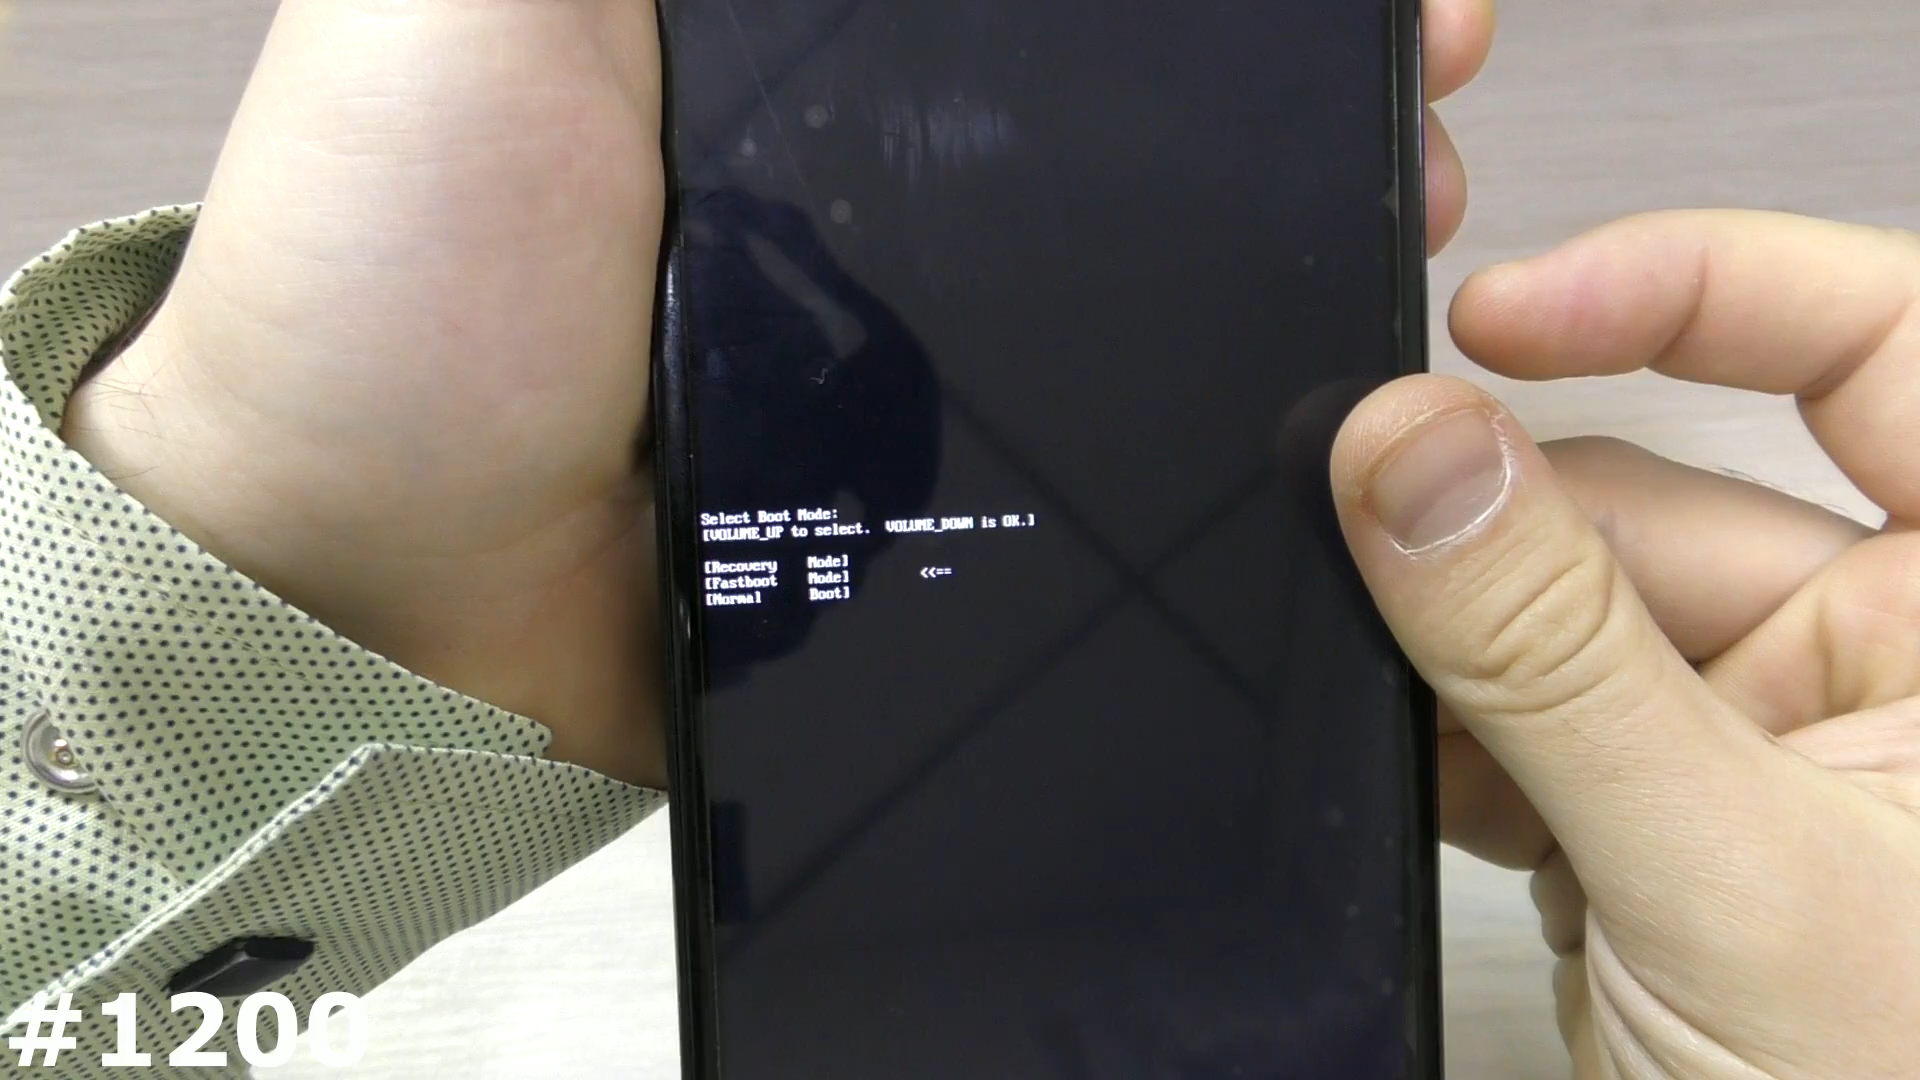 Select Boot Mode:
[VOLUME_UP to select.  VOLUME_DOWN is OK.]
[Recovery    Mode]
[Fastboot    Mode]        <<==
[Normal      Boot]
#1200